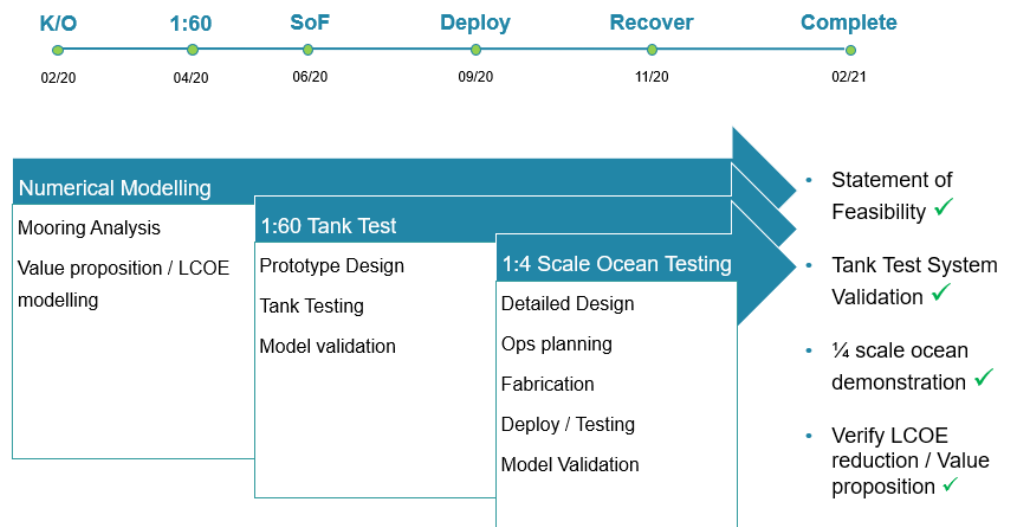 K/O 1:60 SoF Deploy Recover Complete
02/20 04/20 06/20 09/20 11/20 02/21
Numerical Modelling
Mooring Analysis
Value proposition / LCOE
modelling
1:60 Tank Test
Prototype Design
Tank Testing
Model validation
1:4 Scale Ocean Testing
Detailed Design
Ops planning
Fabrication
Deploy / Testing
Model Validation
• Statement of
Feasibility ✓
• Tank Test System
Validation ✓
• ¼ scale ocean
demonstration ✓
• Verify LCOE
reduction / Value
proposition ✓